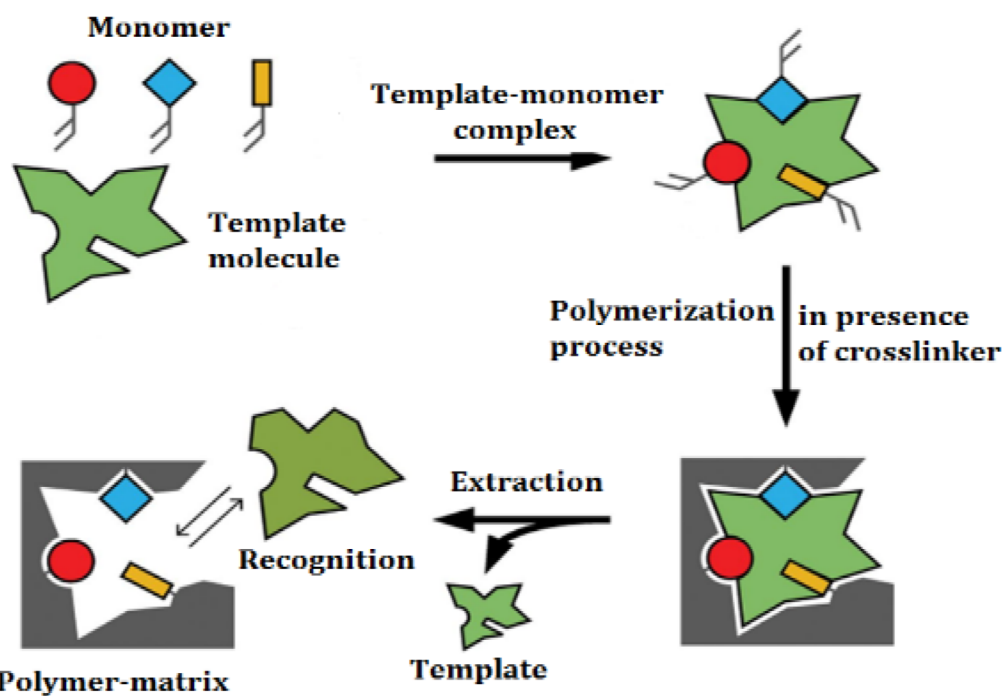 Monomer
Template-monomer
complex
Template
molecule
Polymerization
process
in presence
of crosslinker
Extraction
Recognition
Template
Polymer-matrix